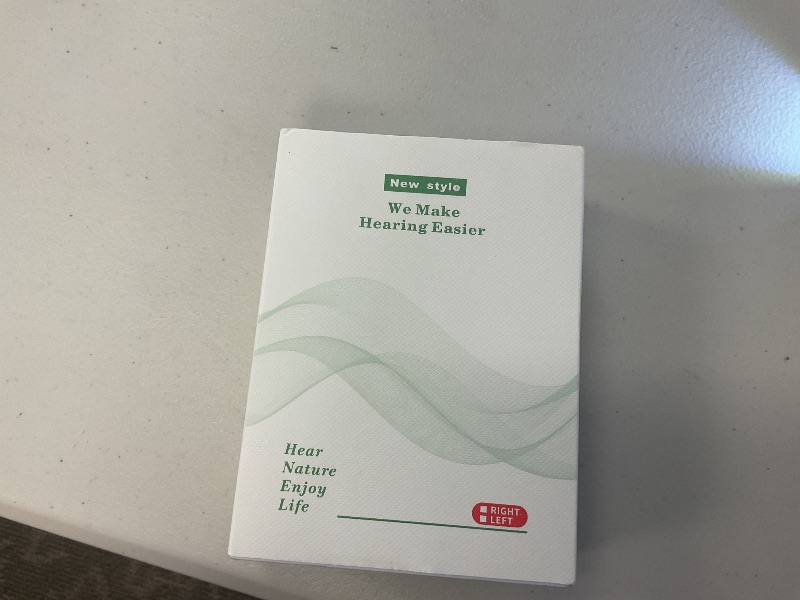 New style
We Make
Hearing Easier
Hear
Nature
Enjoy
Life
RIGHT
LEFT